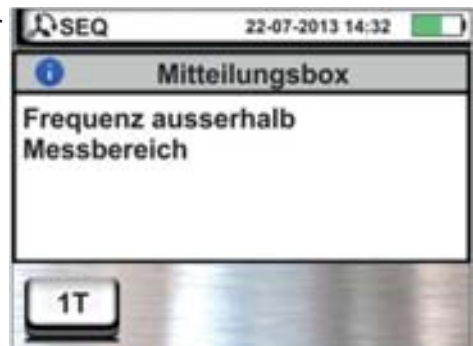 SEQ 22-07-2013 14:32
Mitteilungsbox
Frequenz ausserhalb
Messbereich
1T